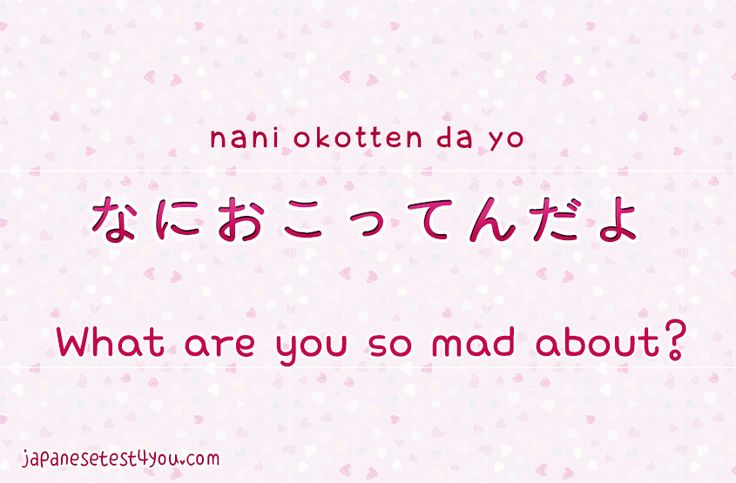 nani okotten da yo
なにおこってんだよ
What are you so mad about?
japanesetest4you.com